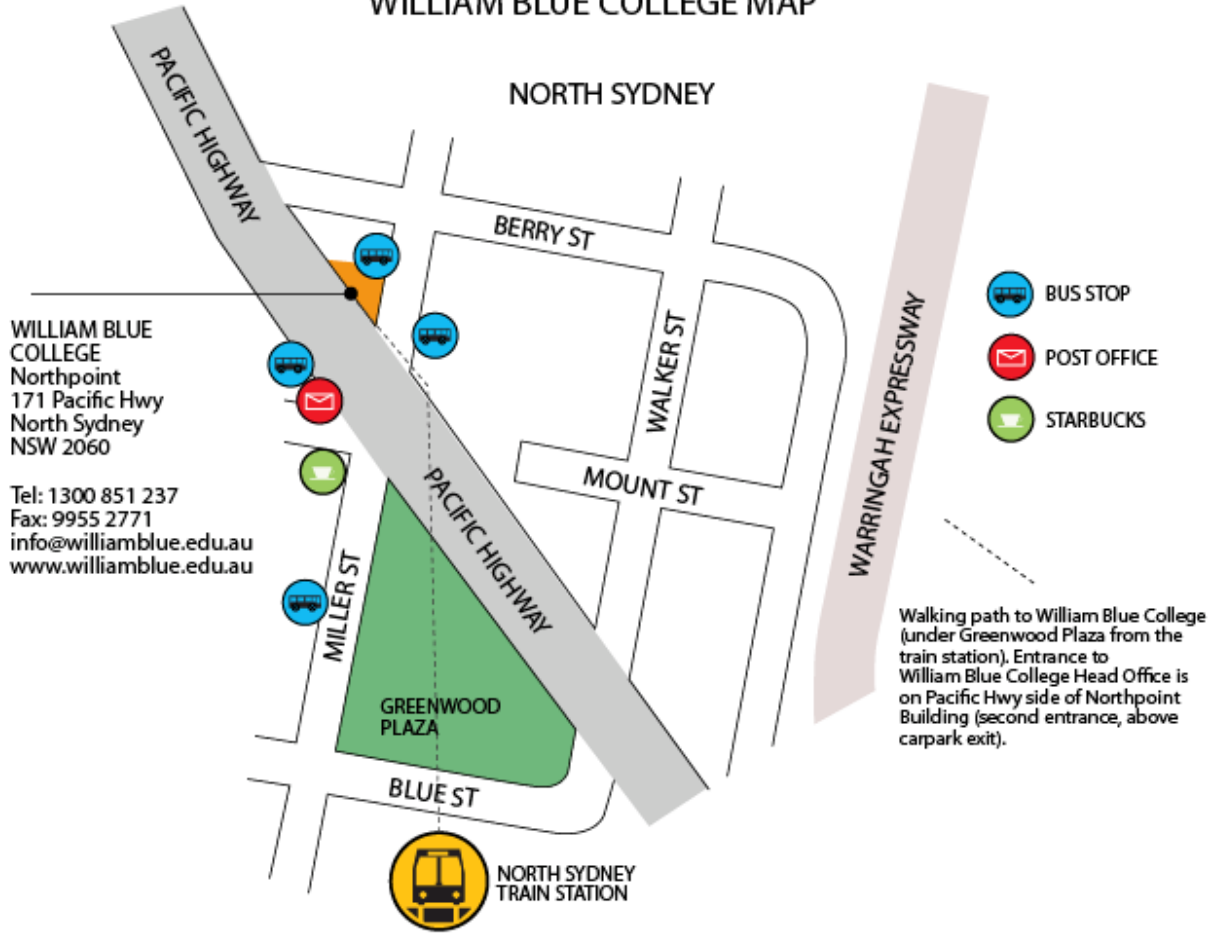 WILLIAM BLUE COLLEGE MAP
NORTH SYDNEY
PACIFIC HIGHWAY
BERRY ST
WILLIAM BLUE
COLLEGE
Northpoint
171 Pacific Hwy
North Sydney
NSW 2060
Tel: 1300 851 237
Fax: 9955 2771
info@williamblue.edu.au
www.williamblue.edu.au
WALKER ST
MOUNT ST
PACIFIC HIGHWAY
MILLER ST
GREENWOOD
PLAZA
BLUE ST
NORTH SYDNEY
TRAIN STATION
WARRINGAH EXPRESSWAY
BUS STOP
POST OFFICE
STARBUCKS
Walking path to William Blue College
(under Greenwood Plaza from the
train station). Entrance to
William Blue College Head Office is
on Pacific Hwy side of Northpoint
Building (second entrance, above
carpark exit).